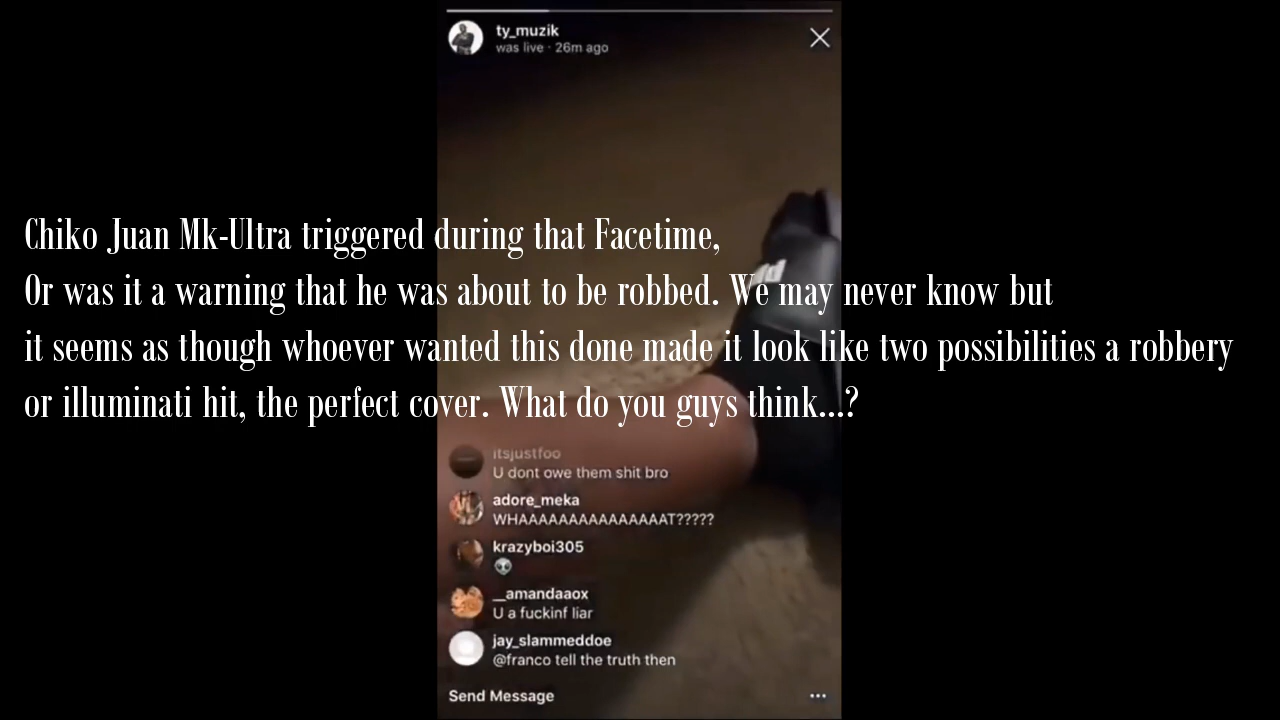 ty_muzik
was live · 26m ago
Chiko Juan Mk-Ultra triggered during that Facetime,
Or was it a warning that he was about to be robbed. We may never know but
it seems as though whoever wanted this done made it look like two possibilities a robbery
or illuminati hit, the perfect cover. What do you guys think...?
itsjustfoo
U dont owe them shit bro
adore_meka
WHAAAAAAAAAAAAAAAT?????
krazyboi305
👽
__amandaaox
U a fuckinf liar
jay_slammeddoe
@franco tell the truth then
Send Message